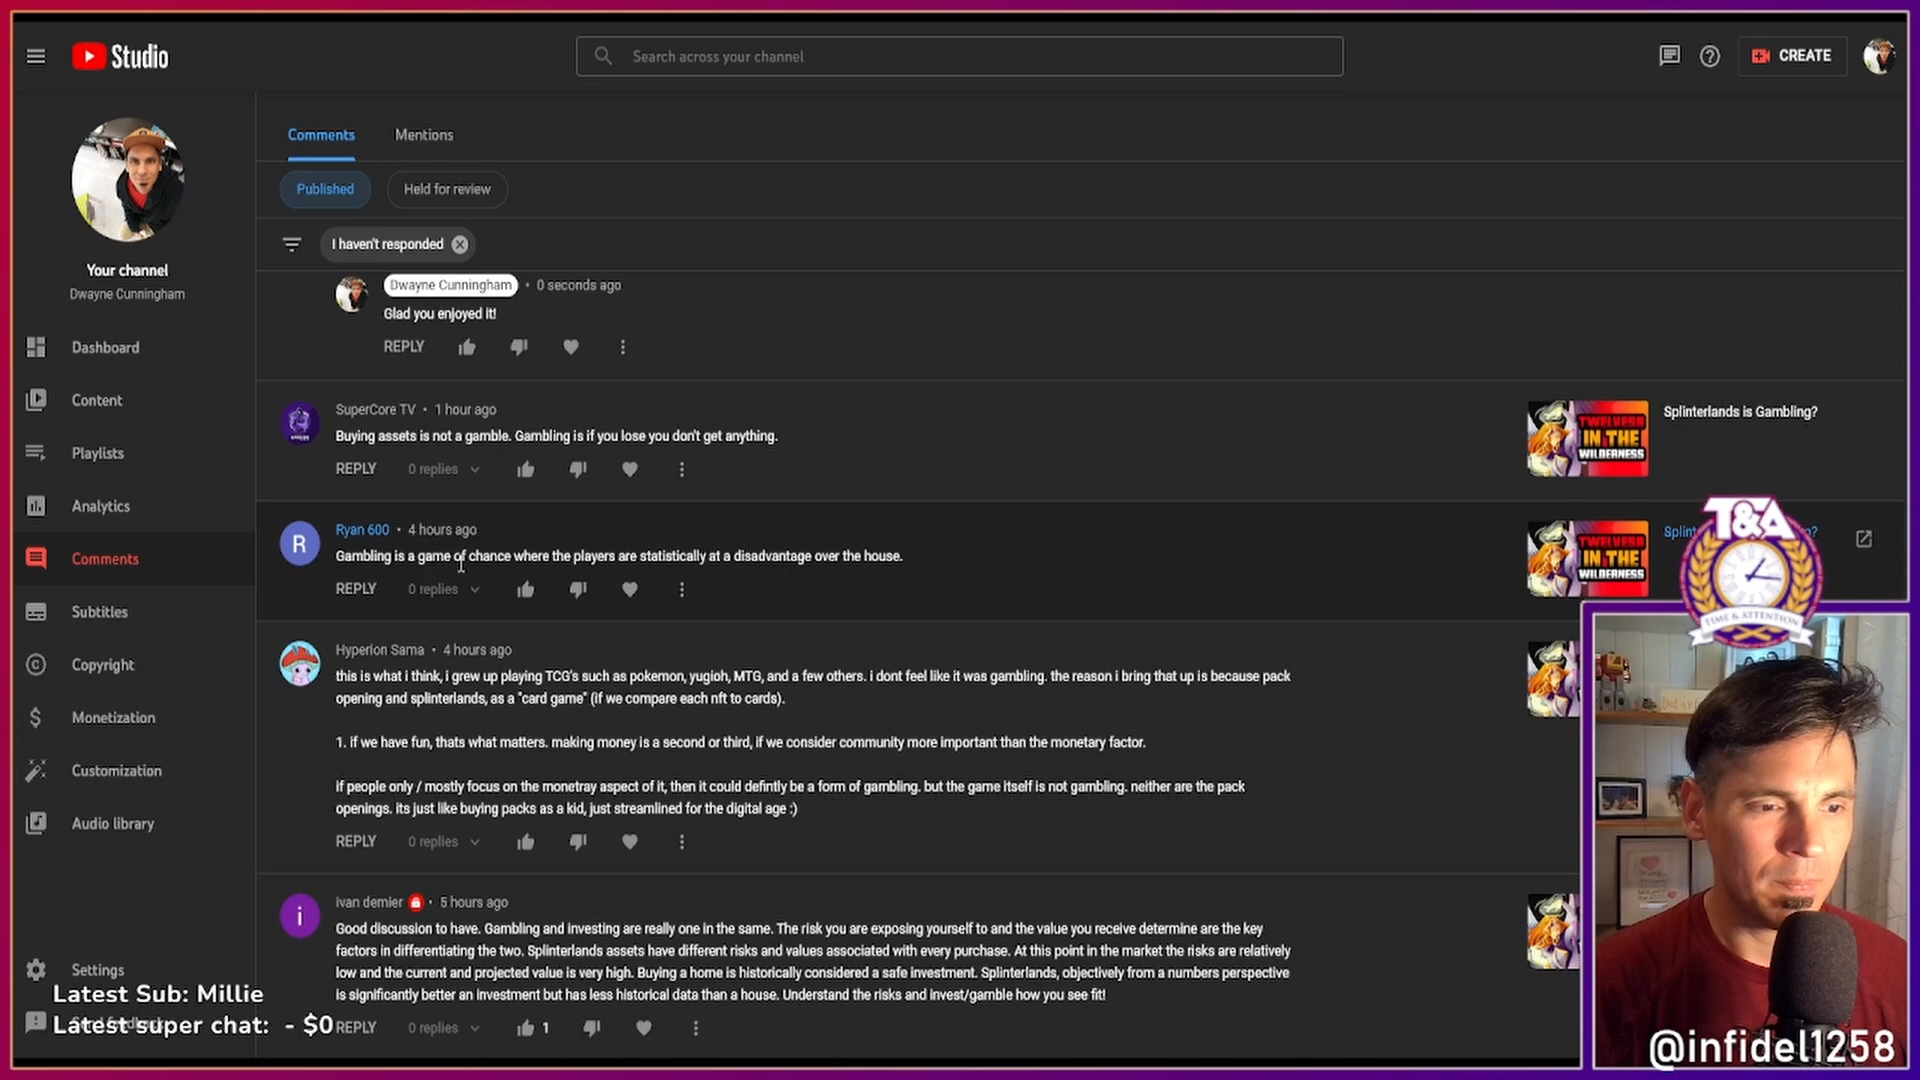 Studio
Search across your channel
CREATE
Your channel
Dwayne Cunningham
Dashboard
Content
Playlists
Analytics
Comments
Subtitles
Copyright
Monetization
Customization
Audio library
Settings
Latest Sub: Millie
Latest super chat: - $0
Comments Mentions
Published Held for review
I haven't responded
Dwayne Cunningham • 0 seconds ago
Glad you enjoyed it!
REPLY
SuperCore TV • 1 hour ago
Buying assets is not a gamble. Gambling is if you lose you don't get anything.
REPLY 0 replies
Splinterlands is Gambling?
TWELVE50
IN THE
WILDERNESS
Ryan 600 • 4 hours ago
Gambling is a game of chance where the players are statistically at a disadvantage over the house.
REPLY 0 replies
TWELVE50
IN THE
WILDERNESS
R
Hyperion Sama • 4 hours ago
this is what i think, i grew up playing TCG's such as pokemon, yugioh, MTG, and a few others. i dont feel like it was gambling. the reason i bring that up is because pack
opening and splinterlands, as a "card game" (if we compare each nft to cards).
1. if we have fun, thats what matters. making money is a second or third, if we consider community more important than the monetary factor.
if people only / mostly focus on the monetray aspect of it, then it could defintly be a form of gambling. but the game itself is not gambling. neither are the pack
openings. its just like buying packs as a kid, just streamlined for the digital age :)
REPLY 0 replies
i
ivan demier • 5 hours ago
Good discussion to have. Gambling and investing are really one in the same. The risk you are exposing yourself to and the value you receive determine are the key
factors in differentiating the two. Splinterlands assets have different risks and values associated with every purchase. At this point in the market the risks are relatively
low and the current and projected value is very high. Buying a home is historically considered a safe investment. Splinterlands, objectively from a numbers perspective
is significantly better an investment but has less historical data than a house. Understand the risks and invest/gamble how you see fit!
REPLY 0 replies 1
T&A
TIME & ATTENTION
@infidel1258